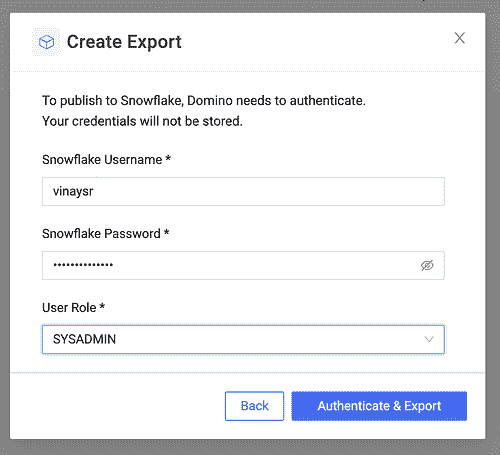 Create Export
To publish to Snowflake, Domino needs to authenticate.
Your credentials will not be stored.
Snowflake Username *
vinaysr
Snowflake Password *
••••••••••••••
User Role *
SYSADMIN
Back
Authenticate & Export